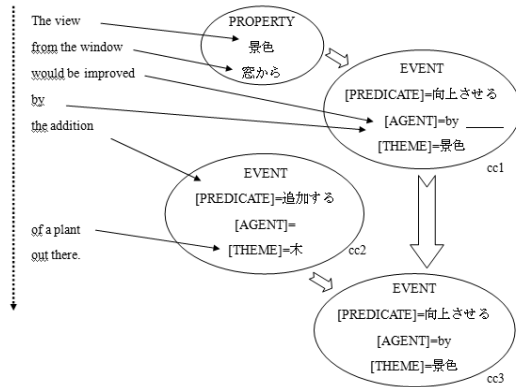 The view
from the window
would be improved
by
the addition
of a plant
out there.
PROPERTY
景色
窓から
EVENT
[PREDICATE]=向上させる
[AGENT]=by _____
[THEME]=景色
cc1
EVENT
[PREDICATE]=追加する
[AGENT]=
[THEME]=木
cc2
EVENT
[PREDICATE]=向上させる
[AGENT]=by
[THEME]=景色
cc3